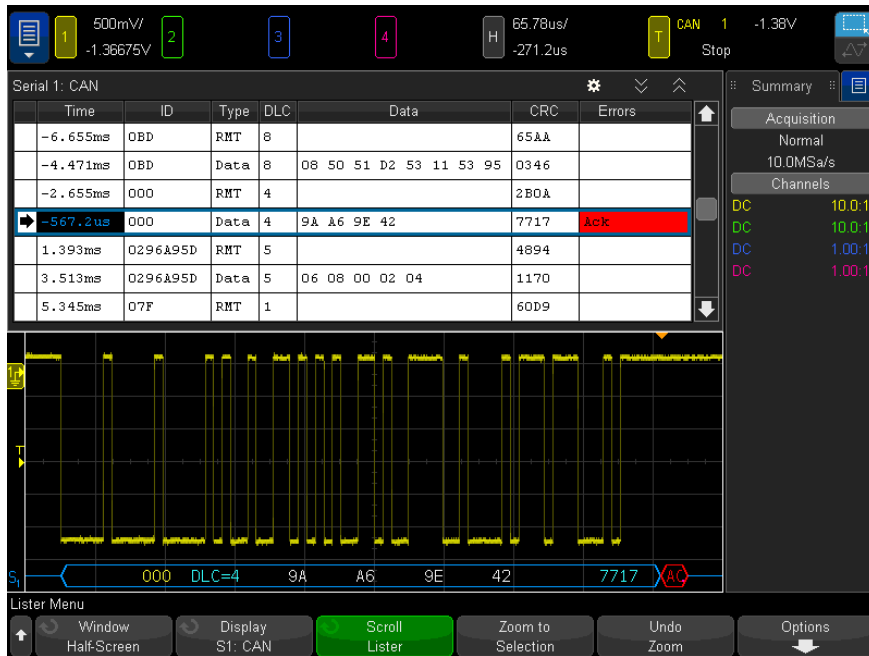 1 500mV/ 2 3 4 H 65.78us/ T CAN 1 -1.38V
-1.36675V -271.2us Stop
Serial 1: CAN
Time ID Type DLC Data CRC Errors
-6.655ms 0BD RMT 8 65AA
-4.471ms 0BD Data 8 08 50 51 D2 53 11 53 95 0346
-2.655ms 000 RMT 4 2B0A
-567.2us 000 Data 4 9A A6 9E 42 7717 Ack
1.393ms 0296A95D RMT 5 4894
3.513ms 0296A95D Data 5 06 08 00 02 04 1170
5.345ms 07F RMT 1 60D9
Summary
Acquisition
Normal
10.0MSa/s
Channels
DC 10.0:1
DC 10.0:1
DC 1.00:1
DC 1.00:1
1
T
S1 000 DLC=4 9A A6 9E 42 7717 AC
Lister Menu
Window Display Scroll Zoom to Undo Options
Half-Screen S1: CAN Lister Selection Zoom